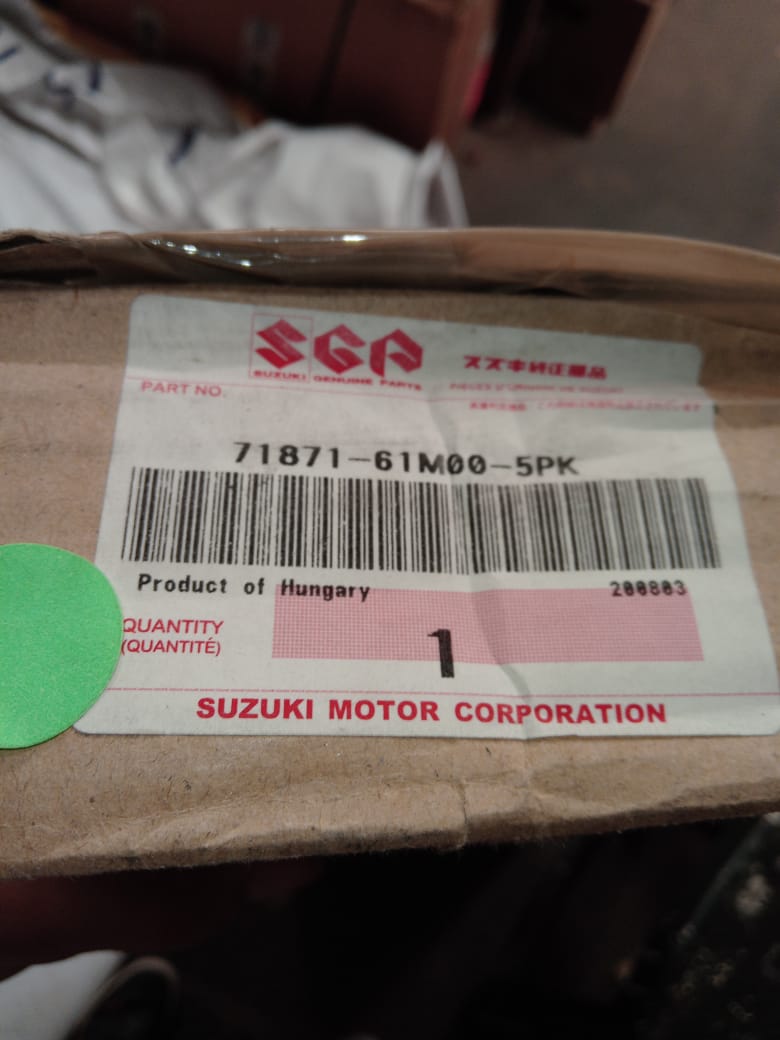 SGP
SUZUKI GENUINE PARTS
スズキ純正部品
PART NO.
71871-61M00-5PK
Product of Hungary
200803
QUANTITY
(QUANTITÉ)
1
SUZUKI MOTOR CORPORATION